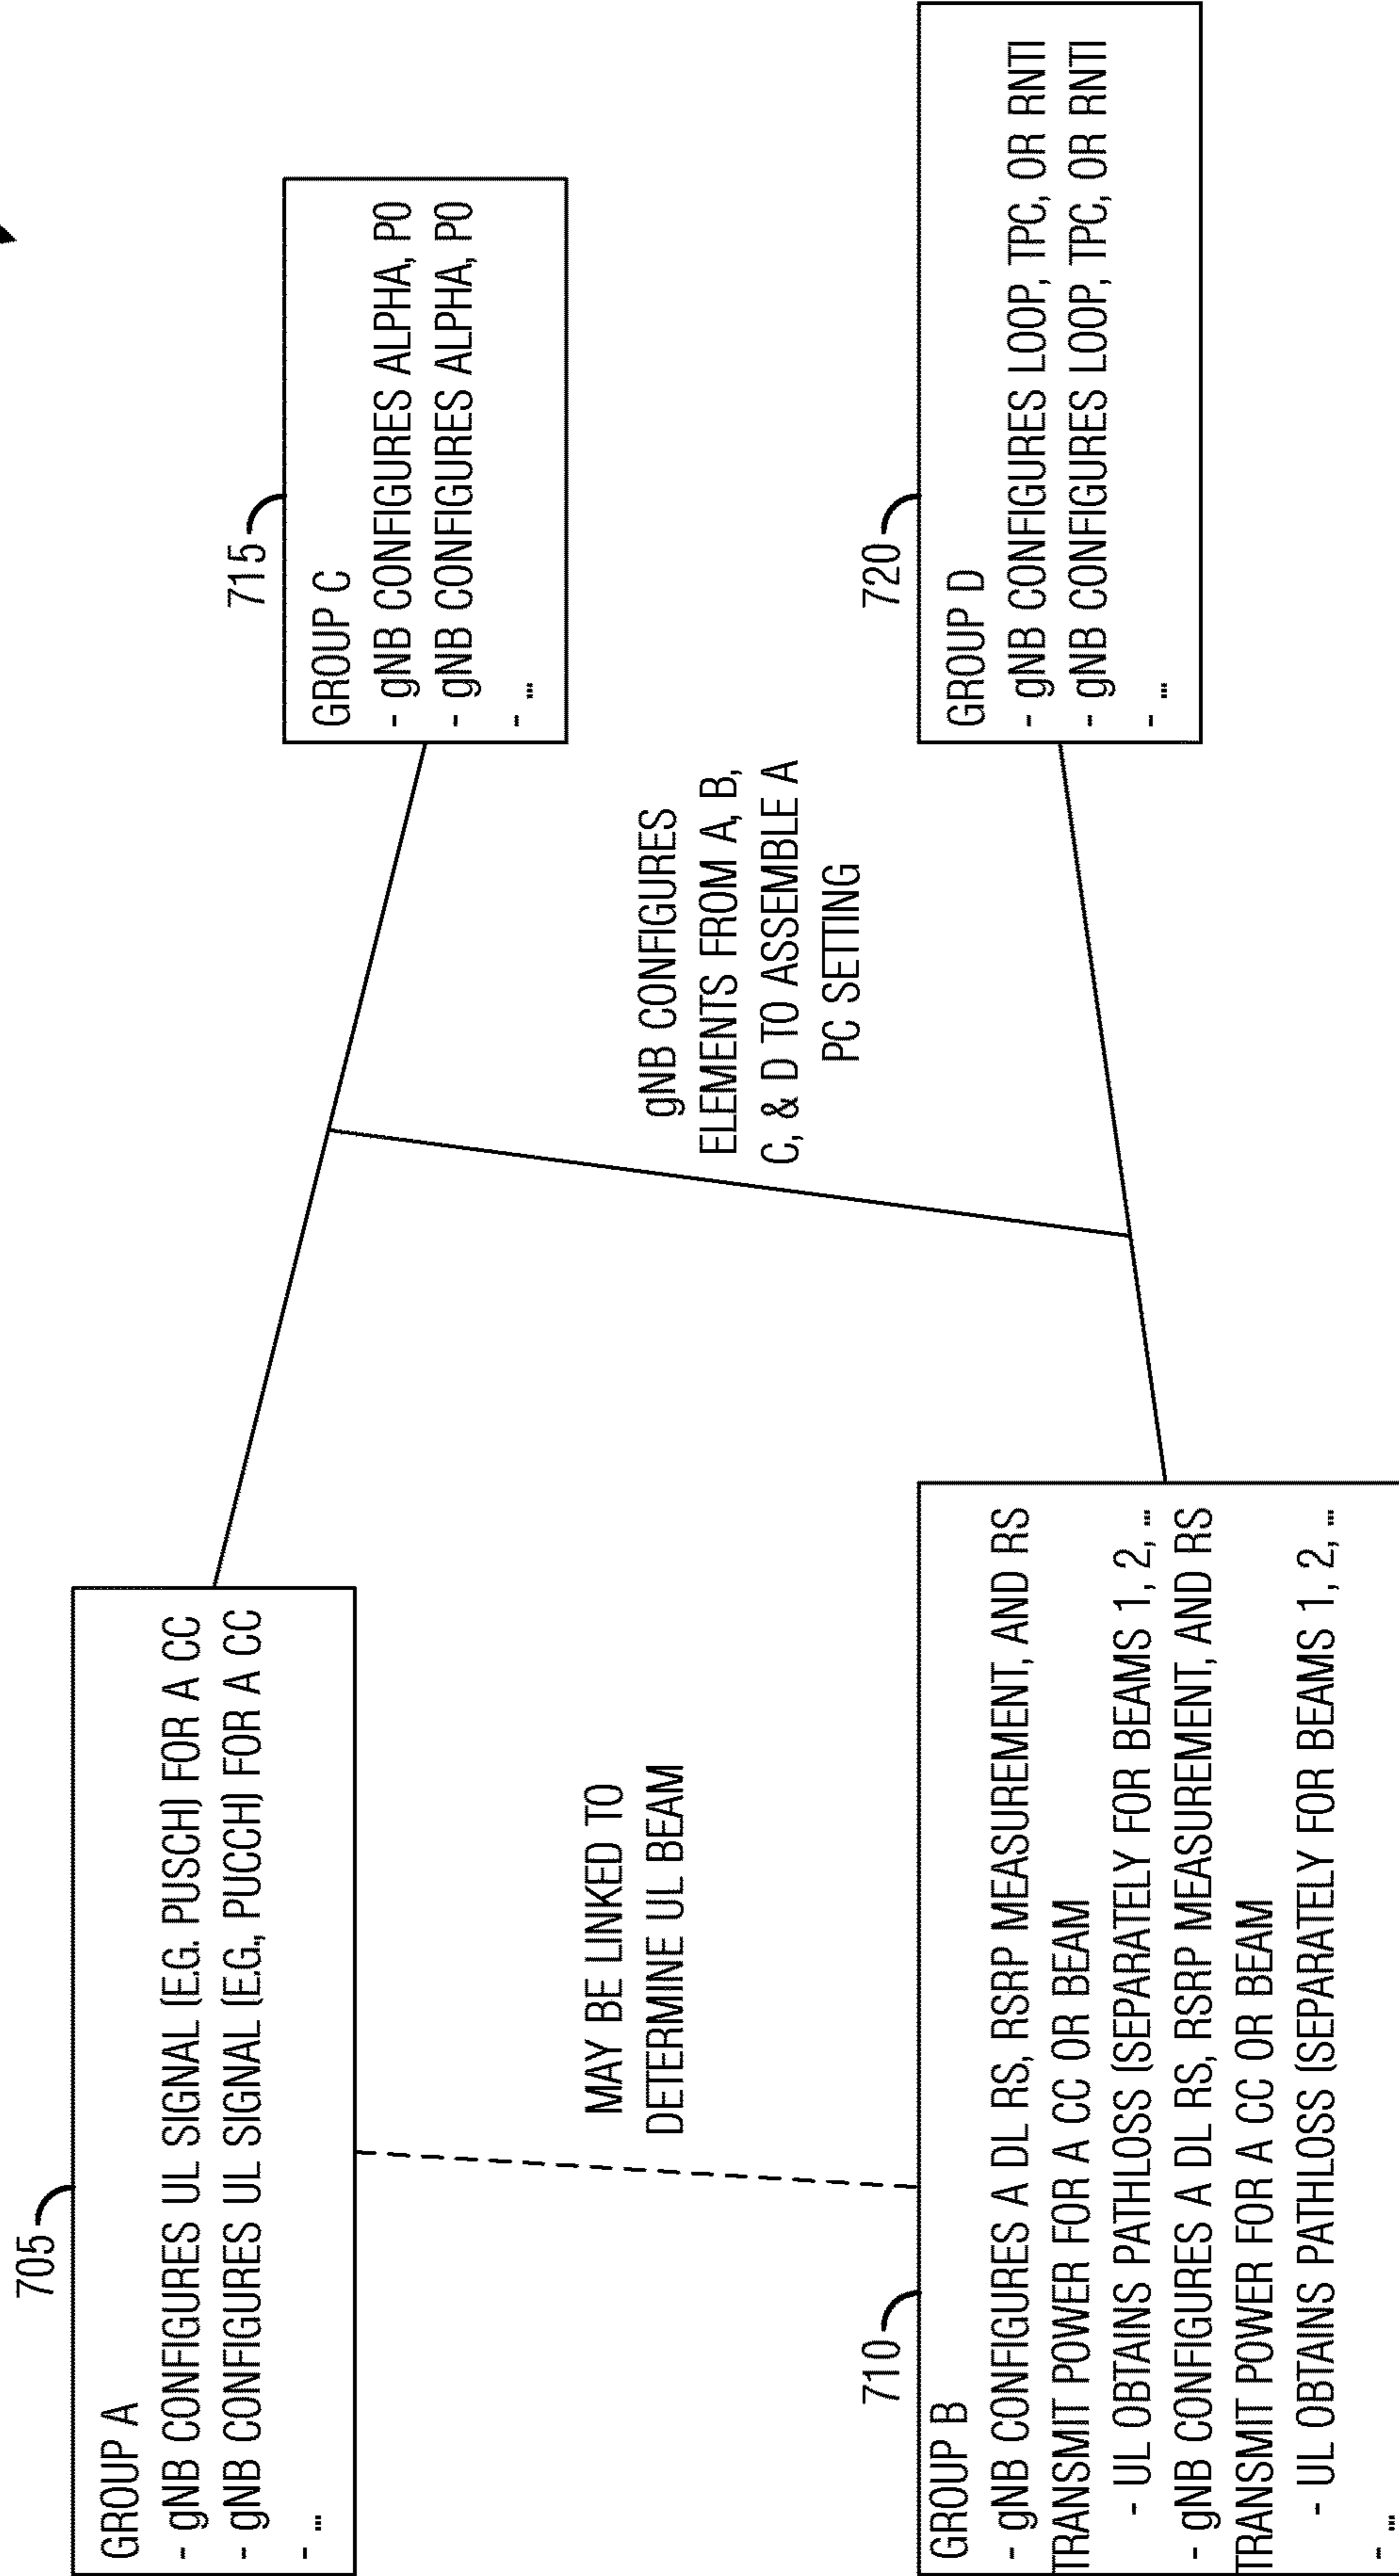 705
GROUP A
- gNB CONFIGURES UL SIGNAL (E.G. PUSCH) FOR A CC
- gNB CONFIGURES UL SIGNAL (E.G., PUCCH) FOR A CC
- ...
715
GROUP C
- gNB CONFIGURES ALPHA, P0
- gNB CONFIGURES ALPHA, P0
- ...
MAY BE LINKED TO
DETERMINE UL BEAM
gNB CONFIGURES
ELEMENTS FROM A, B,
C, & D TO ASSEMBLE A
PC SETTING
710
GROUP B
- gNB CONFIGURES A DL RS, RSRP MEASUREMENT, AND RS
TRANSMIT POWER FOR A CC OR BEAM
- UL OBTAINS PATHLOSS (SEPARATELY FOR BEAMS 1, 2, ...
- gNB CONFIGURES A DL RS, RSRP MEASUREMENT, AND RS
TRANSMIT POWER FOR A CC OR BEAM
- UL OBTAINS PATHLOSS (SEPARATELY FOR BEAMS 1, 2, ...
- ...
720
GROUP D
- gNB CONFIGURES LOOP, TPC, OR RNTI
- gNB CONFIGURES LOOP, TPC, OR RNTI
- ...